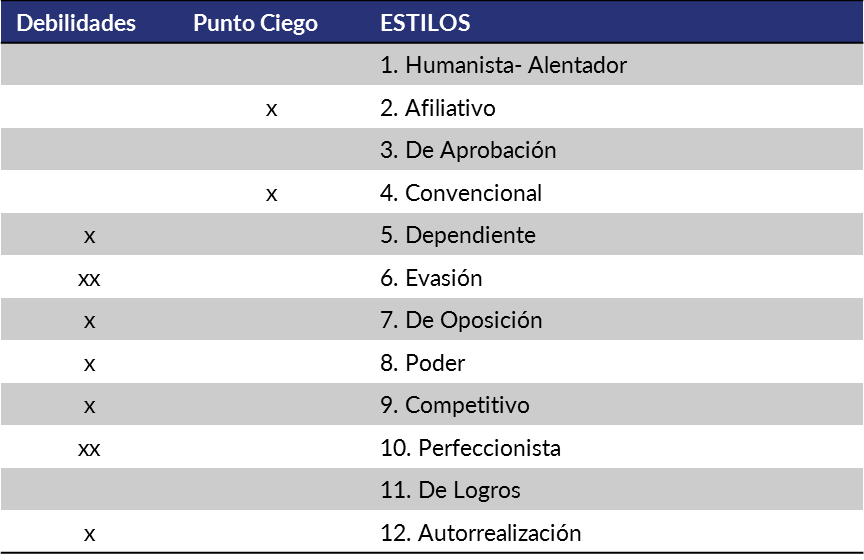 Debilidades Punto Ciego ESTILOS
1. Humanista- Alentador
x 2. Afiliativo
3. De Aprobación
x 4. Convencional
x 5. Dependiente
xx 6. Evasión
x 7. De Oposición
x 8. Poder
x 9. Competitivo
xx 10. Perfeccionista
11. De Logros
x 12. Autorrealización